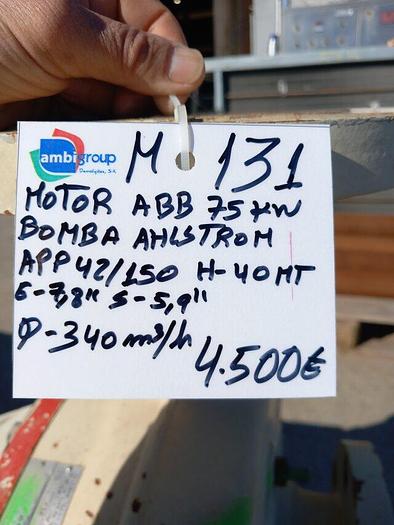 ambigroup
Demolições, S.A.
M 131
MOTOR ABB 75 KW
BOMBA AHLSTROM
APP 42/150 H-40 MT
E-7,8" S-5,9"
Φ-340 m³/h
4.500€